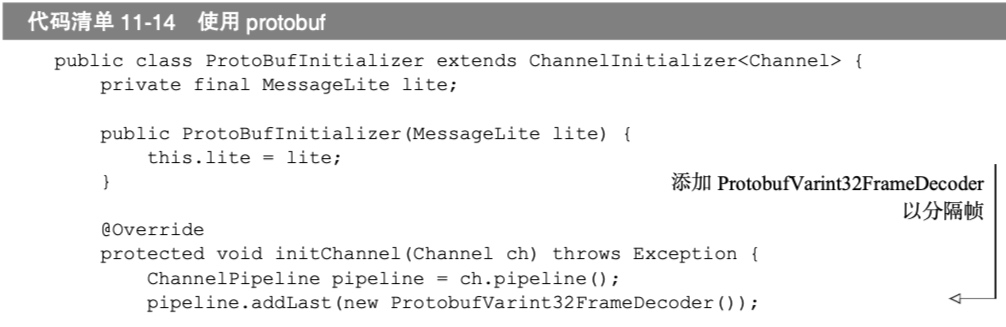 代码清单 11-14 使用 protobuf
public class ProtoBufInitializer extends ChannelInitializer<Channel> {
private final MessageLite lite;
public ProtoBufInitializer(MessageLite lite) {
this.lite = lite;
}
添加 ProtobufVarint32FrameDecoder
以分隔帧
@Override
protected void initChannel(Channel ch) throws Exception {
ChannelPipeline pipeline = ch.pipeline();
pipeline.addLast(new ProtobufVarint32FrameDecoder());